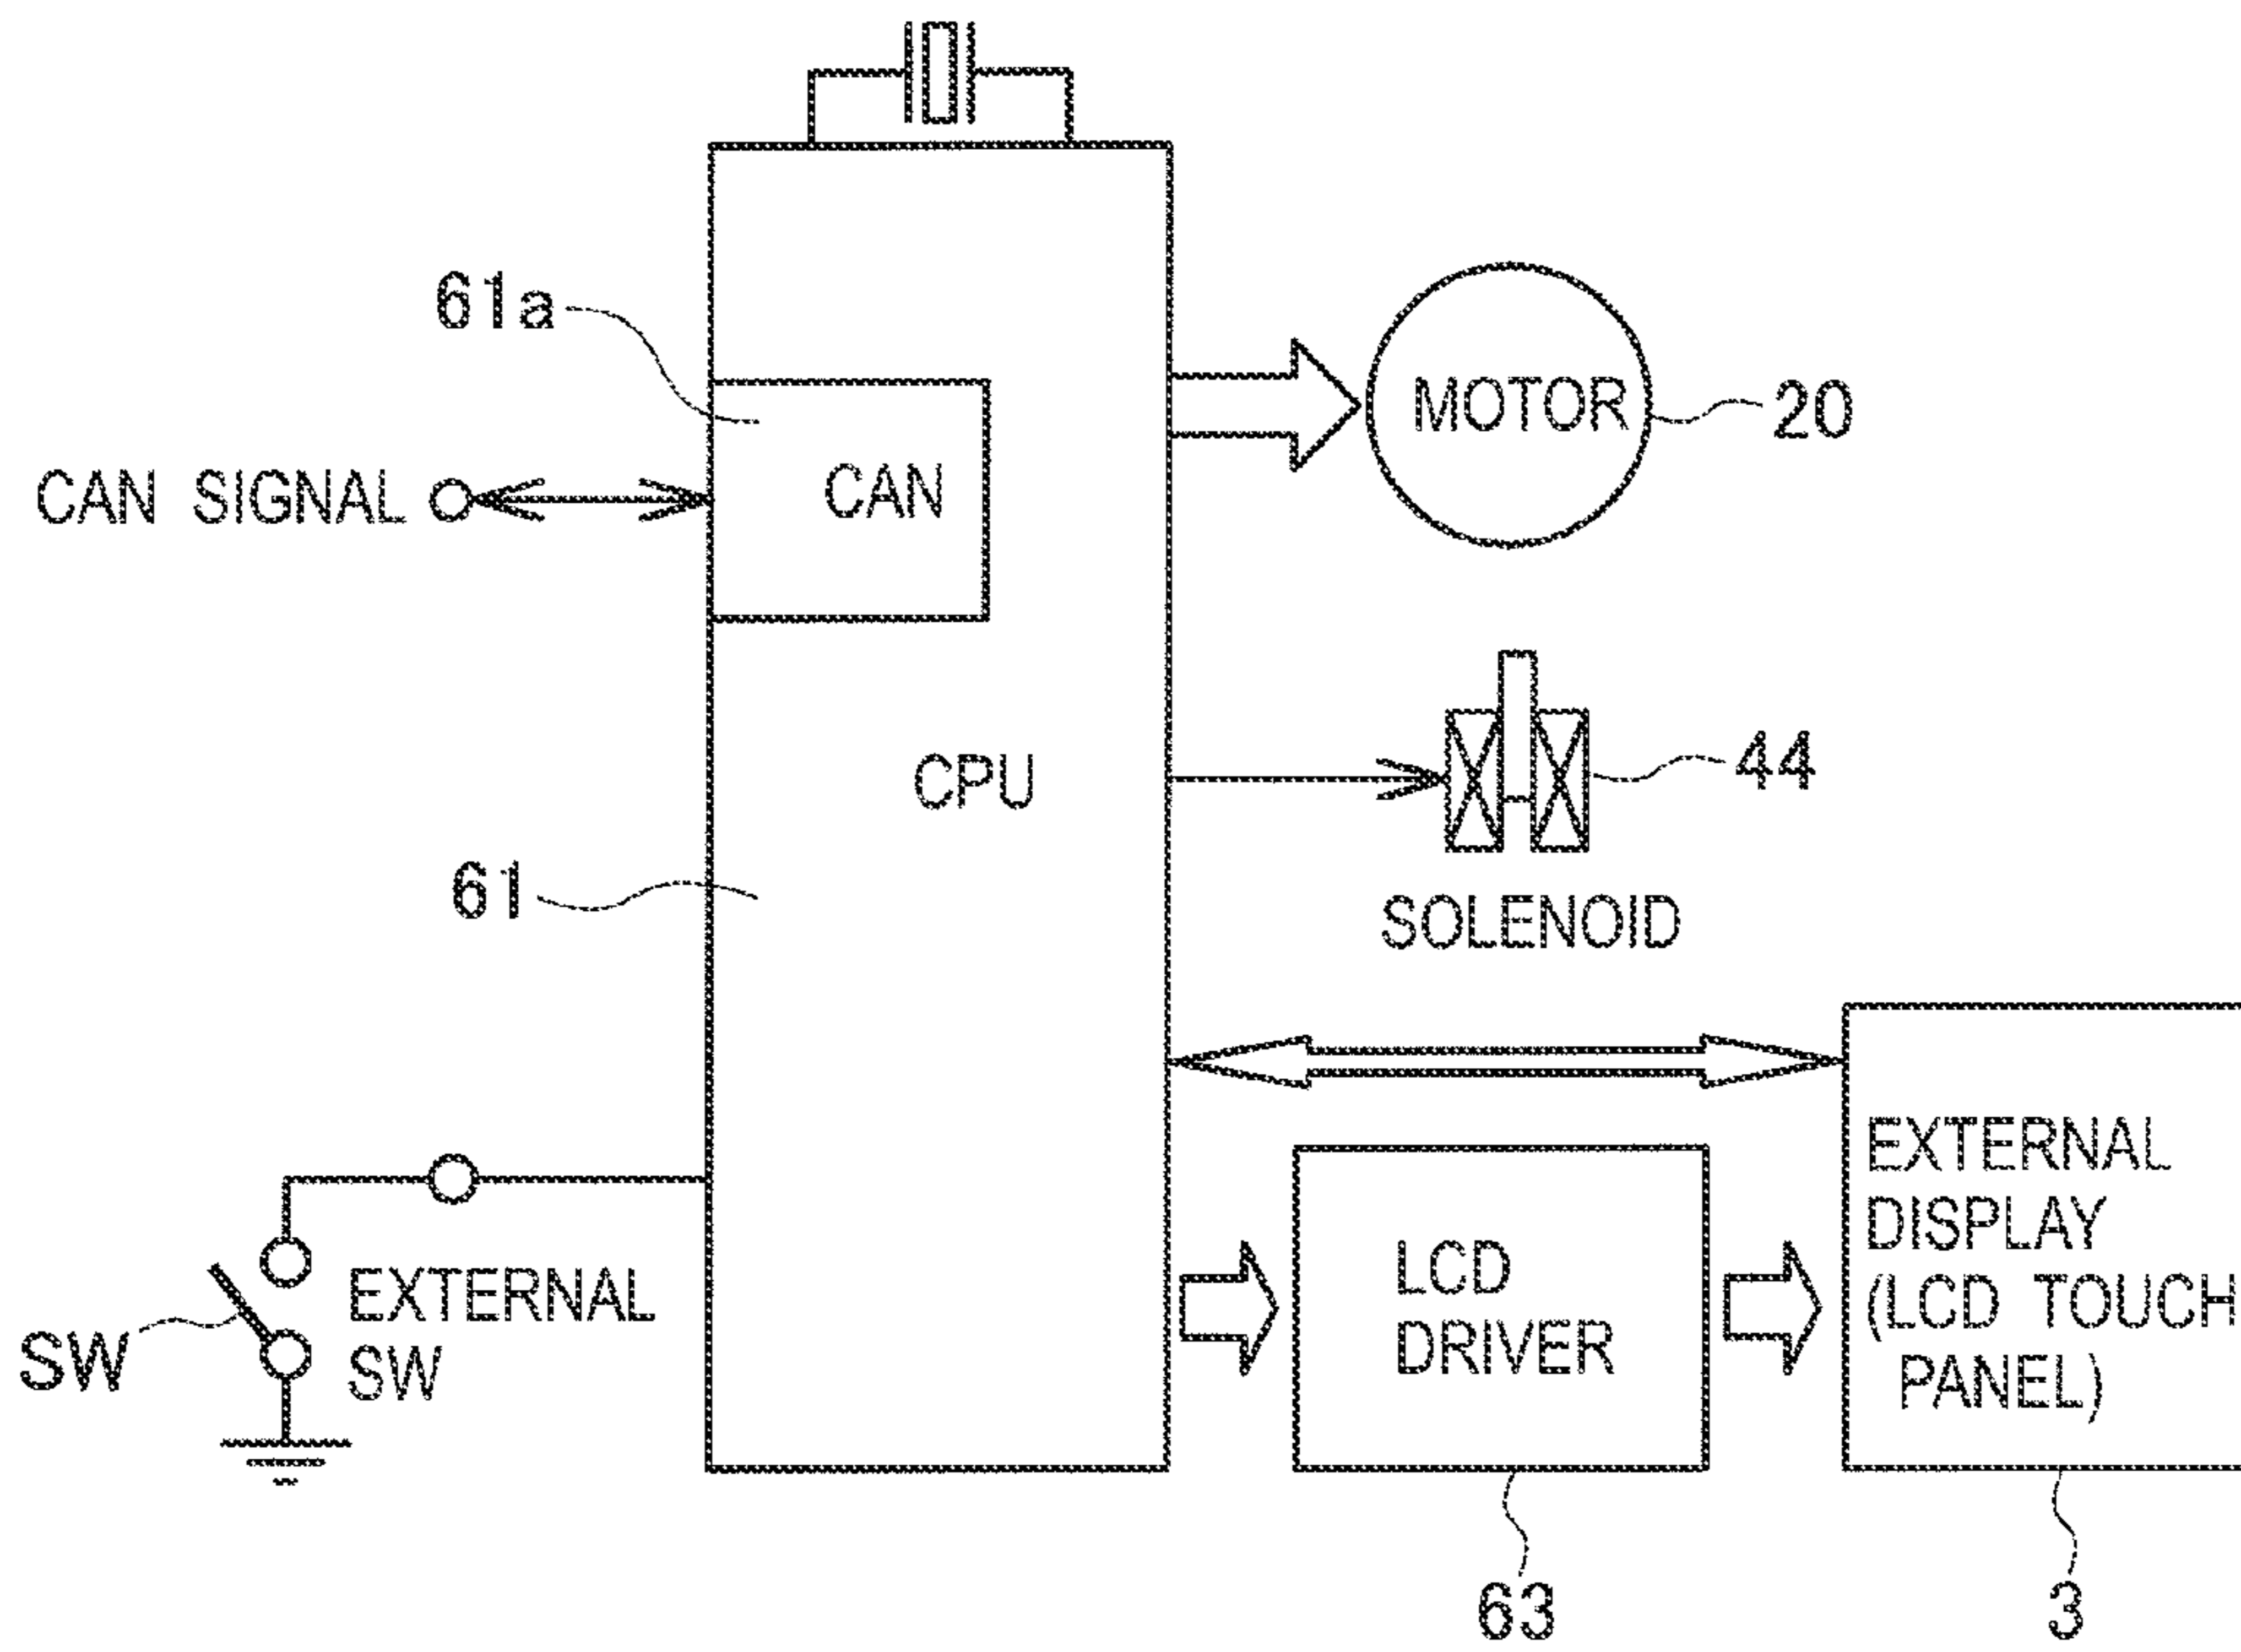 61a
MOTOR
20
CAN SIGNAL
CAN
CPU
44
61
SOLENOID
EXTERNAL
DISPLAY
(LCD TOUCH
PANEL)
LCD
DRIVER
SW
EXTERNAL
SW
63
3